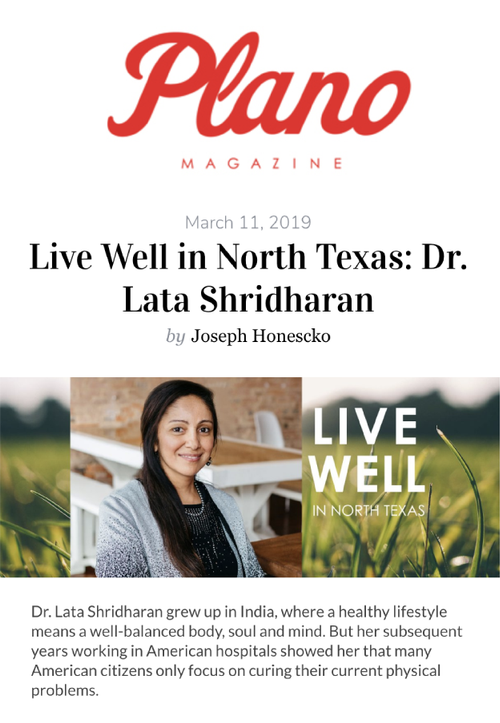 Plano
MAGAZINE
March 11, 2019
Live Well in North Texas: Dr.
Lata Shridharan
by Joseph Honescko
LIVE
WELL
IN NORTH TEXAS
Dr. Lata Shridharan grew up in India, where a healthy lifestyle
means a well-balanced body, soul and mind. But her subsequent
years working in American hospitals showed her that many
American citizens only focus on curing their current physical
problems.